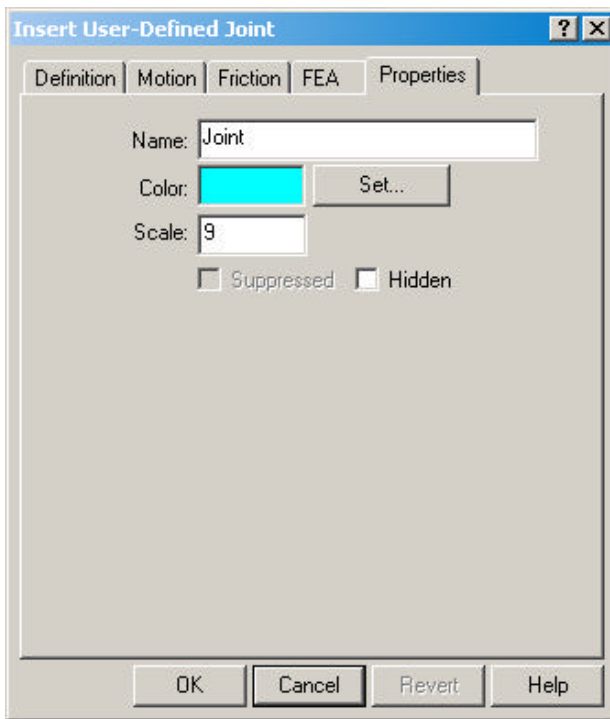 Insert User-Defined Joint ? X
Definition Motion Friction FEA Properties
Name: Joint
Color: Set...
Scale: 9
Suppressed Hidden
OK Cancel Revert Help